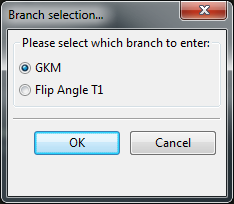 Branch selection...
Please select which branch to enter:
GKM
Flip Angle T1
OK Cancel